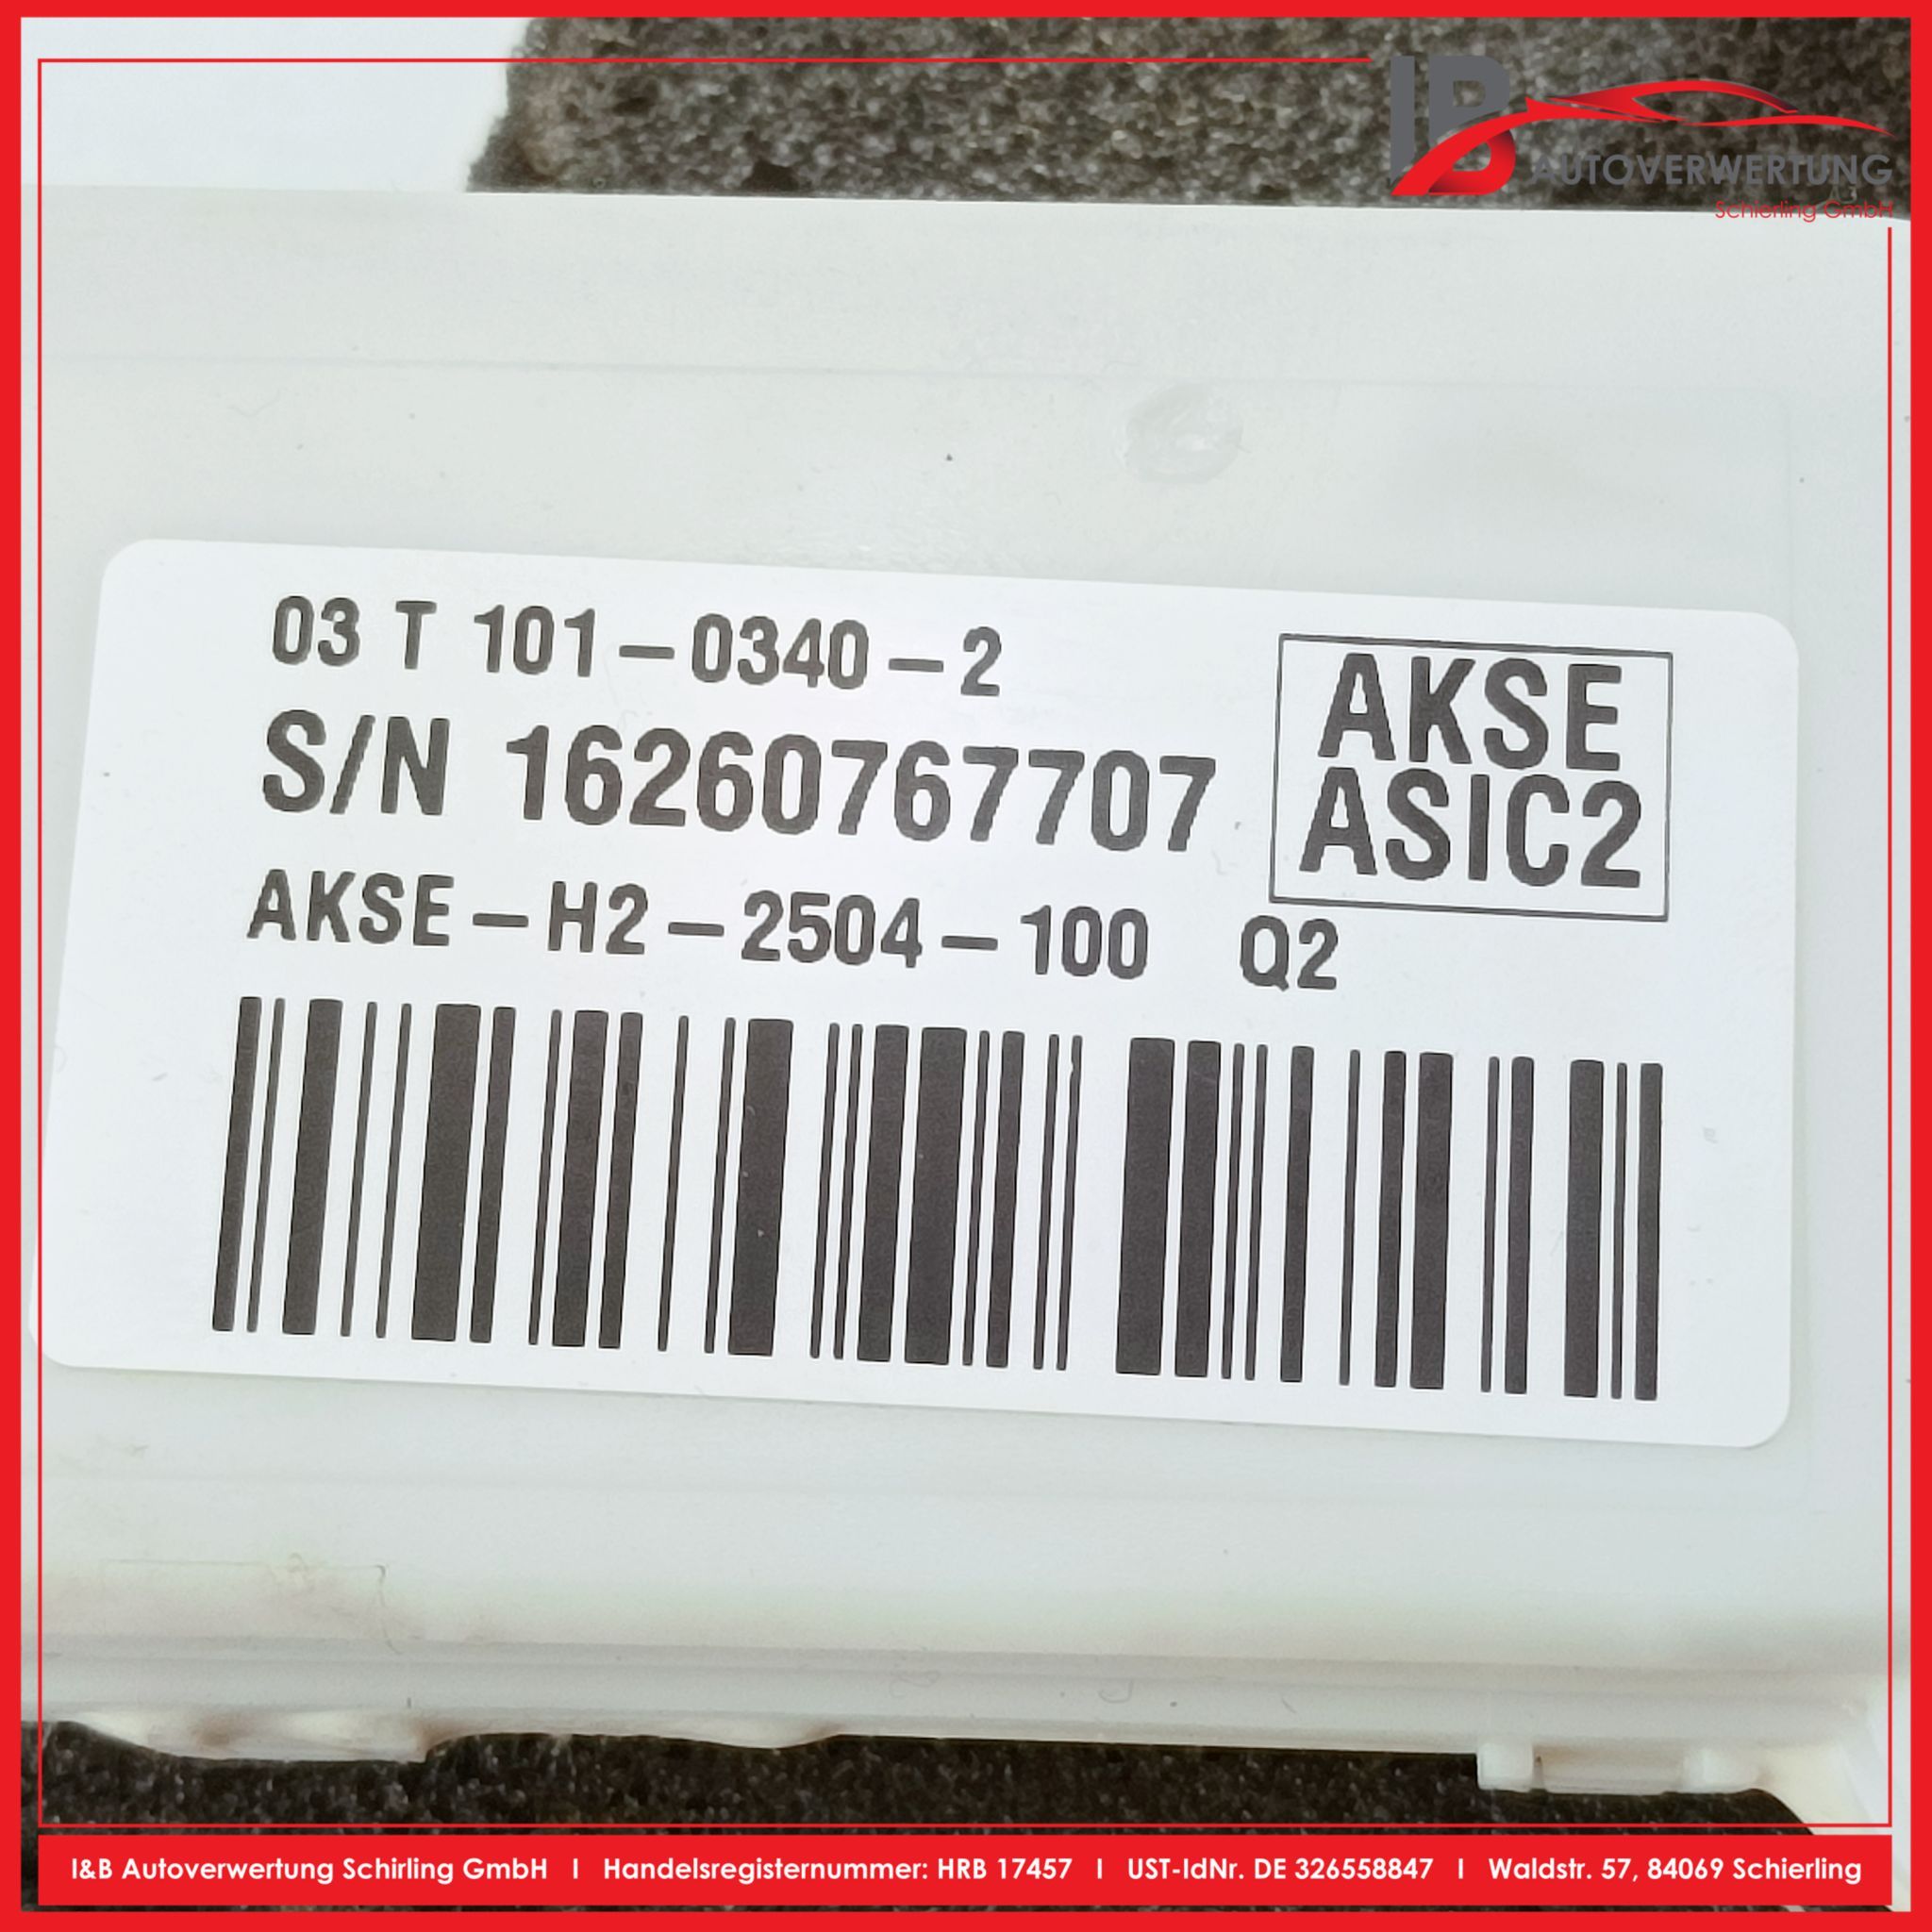 IB
AUTOVERWERTUNG
Schierling GmbH
03 T 101-0340-2
S/N 16260767707
AKSE
ASIC2
AKSE-H2-2504-100 Q2
I&B Autoverwertung Schirling GmbH I Handelsregisternummer: HRB 17457 I UST-IdNr. DE 326558847 I Waldstr. 57, 84069 Schierling